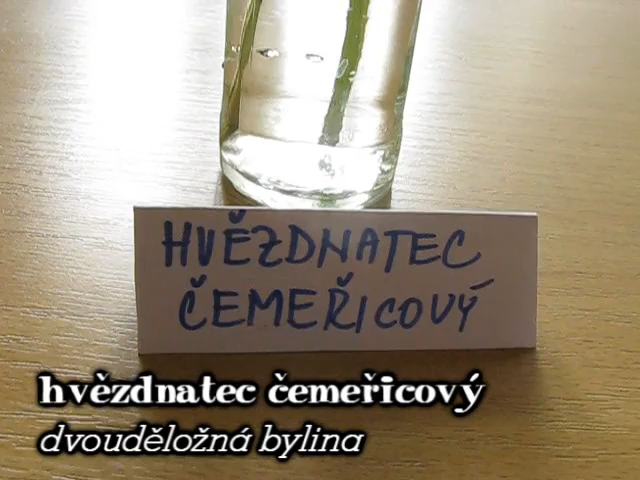 HVĚZDNATEC
ČEMEŘICOVÝ
hvězdnatec čemeřicový
dvouděložná bylina